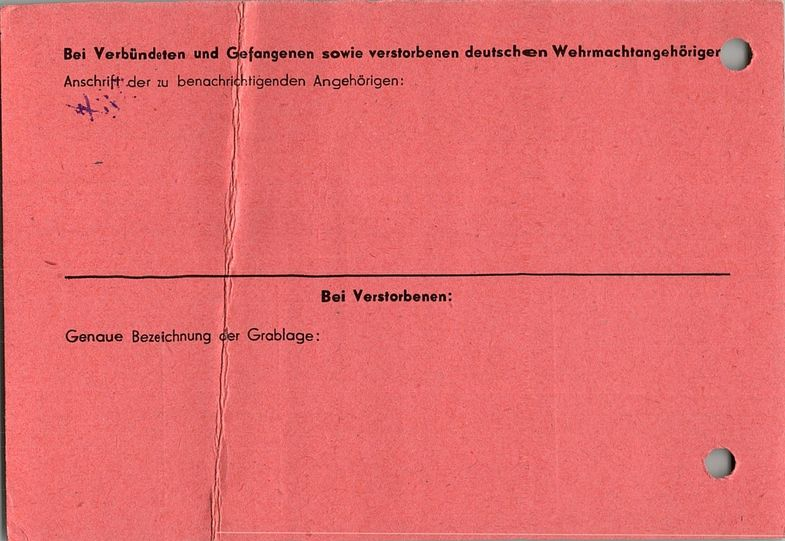 Bei Verbündeten und Gefangenen sowie verstorbenen deutschen Wehrmachtangehöriger
Anschrift der zu benachrichtigenden Angehörigen:
Bei Verstorbenen:
Genaue Bezeichnung der Grablage: